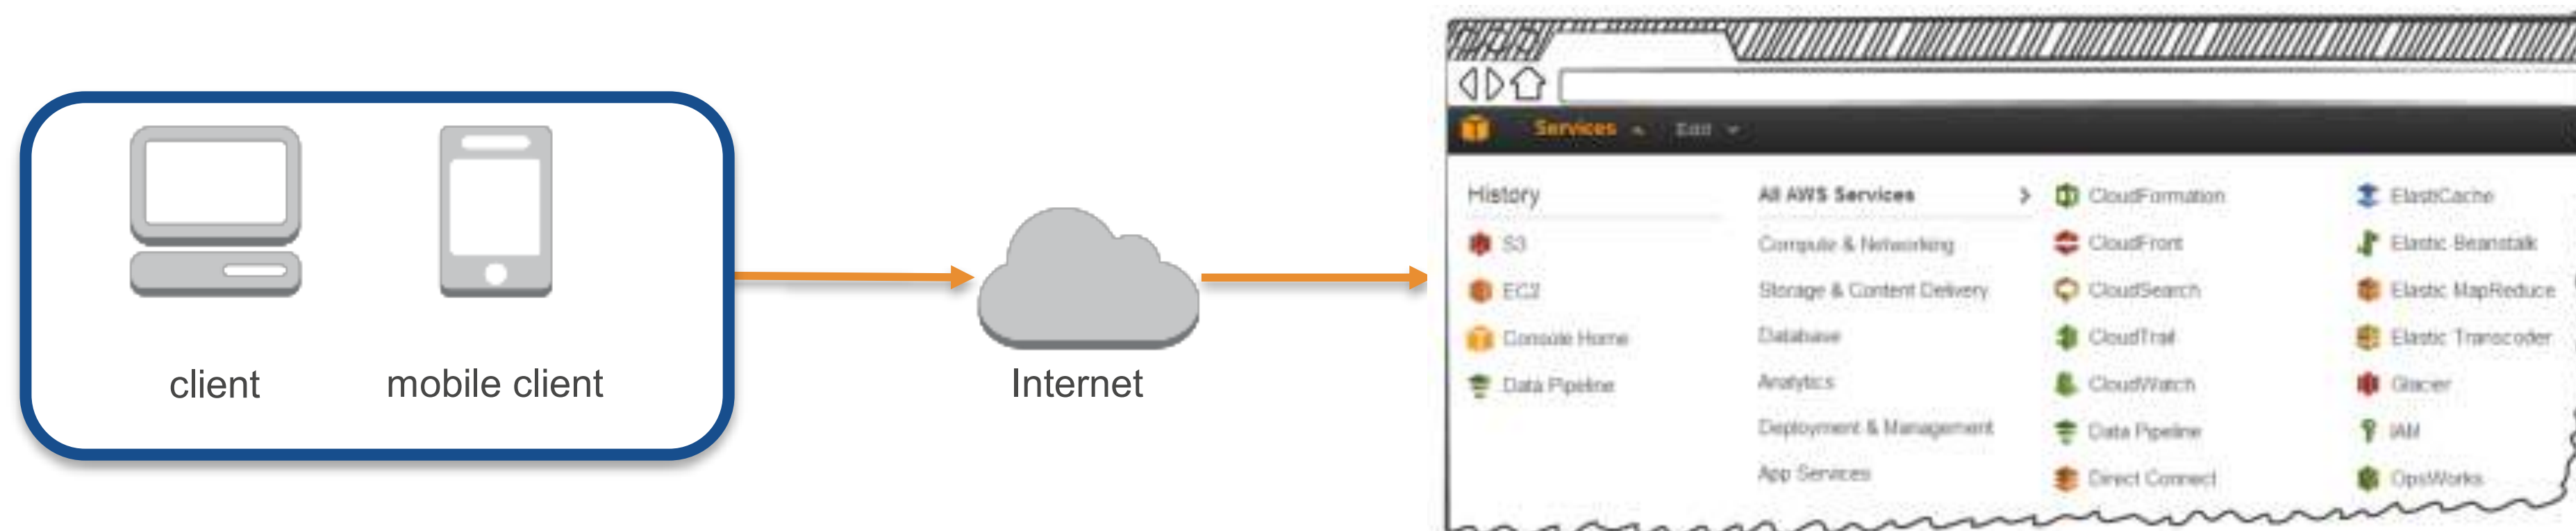 client
mobile client
Internet
Services
Edit
History
S3
EC2
Console Home
Data Pipeline
All AWS Services
Compute & Networking
Storage & Content Delivery
Database
Analytics
Deployment & Management
App Services
CloudFormation
CloudFront
CloudSearch
CloudTrail
CloudWatch
Data Pipeline
Direct Connect
ElastiCache
Elastic Beanstalk
Elastic MapReduce
Elastic Transcoder
Glacier
IAM
OpsWorks